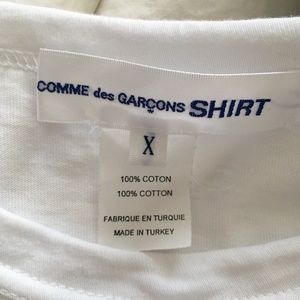 COMME des GARÇONS SHIRT
X
100% COTON
100% COTTON
FABRIQUE EN TURQUIE
MADE IN TURKEY